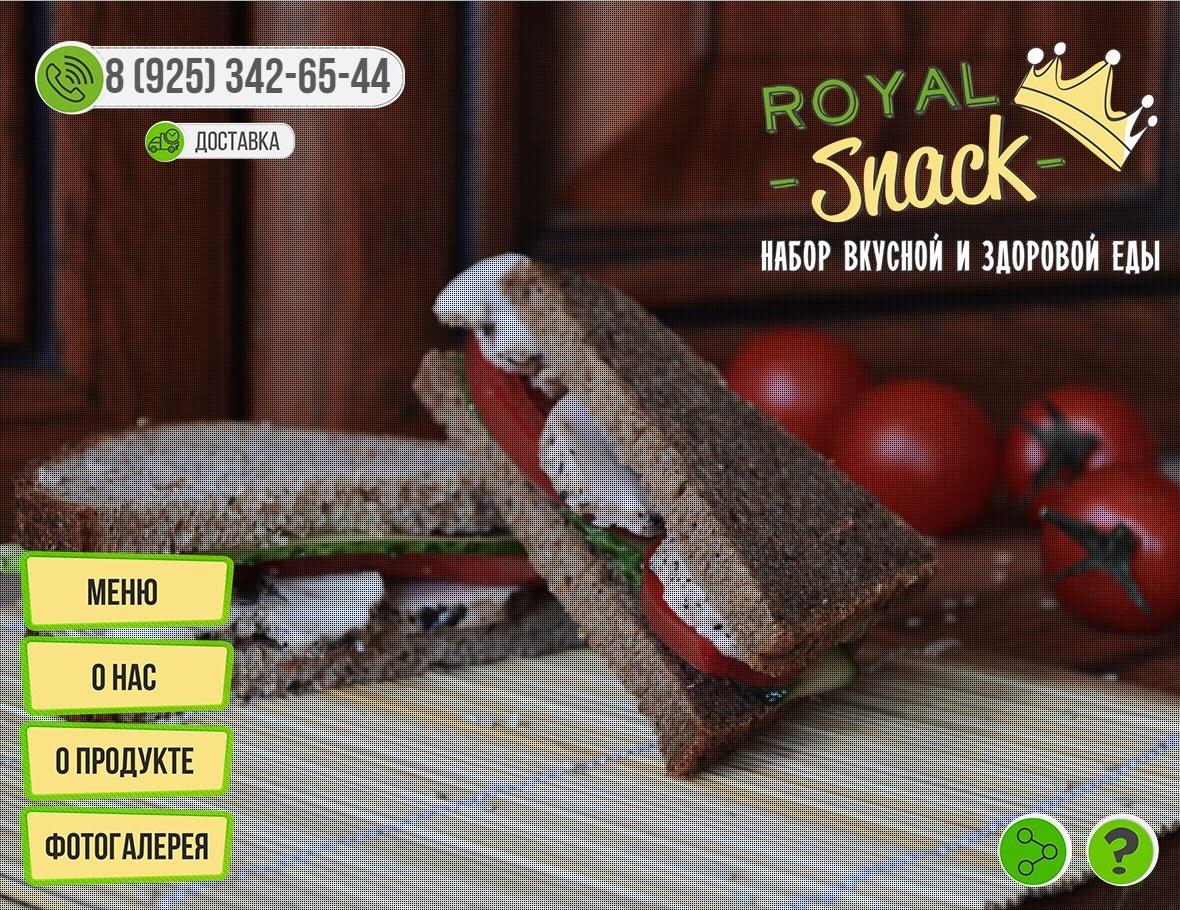 8 (925) 342-65-44
ДОСТАВКА
ROYAL
-Snack-
НАБОР ВКУСНОЙ И ЗДОРОВОЙ ЕДЫ
МЕНЮ
О НАС
О ПРОДУКТЕ
ФОТОГАЛЕРЕЯ
?